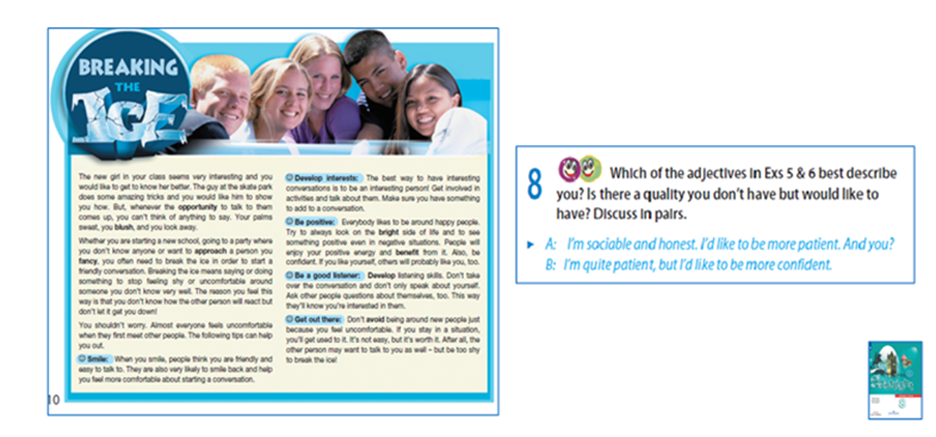 BREAKING
THE
ICE
The new girl in your class seems very interesting and you
would like to get to know her better. The guy at the skate park
does some amazing tricks and you would like him to show
you how. But, whenever the opportunity to talk to them
comes up, you can't think of anything to say. Your palms
sweat, you blush, and you look away.
Whether you are starting a new school, going to a party where
you don't know anyone or want to approach a person you
fancy, you often need to break the ice in order to start a
friendly conversation. Breaking the ice means saying or doing
something to stop feeling shy or uncomfortable around
someone you don't know very well. The reason you feel this
way is that you don't know how the other person will react but
don't let it get you down!
You shouldn't worry. Almost everyone feels uncomfortable
when they first meet other people. The following tips can help
you out.
Smile: When you smile, people think you are friendly and
easy to talk to. They are also very likely to smile back and help
you feel more comfortable about starting a conversation.
Develop interests: The best way to have interesting
conversations is to be an interesting person! Get involved in
activities and talk about them. Make sure you have something
to add to a conversation.
Be positive: Everybody likes to be around happy people.
Try to always look on the bright side of life and to see
something positive even in negative situations. People will
enjoy your positive energy and benefit from it. Also, be
confident. If you like yourself, others will probably like you, too.
Be a good listener: Develop listening skills. Don't take
over the conversation and don't only speak about yourself.
Ask other people questions about themselves, too. This way
they'll know you're interested in them.
Get out there: Don't avoid being around new people just
because you feel uncomfortable. If you stay in a situation,
you'll get used to it. It's not easy, but it's worth it. After all, the
other person may want to talk to you as well – but be too shy
to break the ice!
10
8 Which of the adjectives in Exs 5 & 6 best describe
you? Is there a quality you don't have but would like to
have? Discuss in pairs.
A: I'm sociable and honest. I'd like to be more patient. And you?
B: I'm quite patient, but I'd like to be more confident.